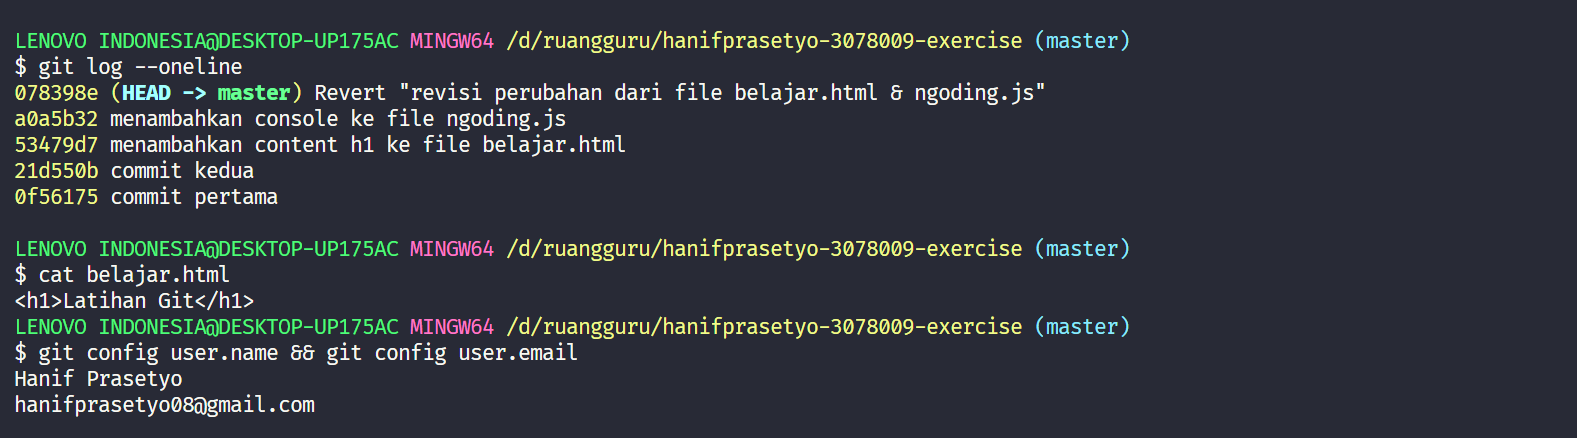 LENOVO INDONESIA@DESKTOP-UP175AC MINGW64 /d/ruangguru/hanifprasetyo-3078009-exercise (master)
$ git log --oneline
078398e (HEAD -> master) Revert "revisi perubahan dari file belajar.html & ngoding.js"
a0a5b32 menambahkan console ke file ngoding.js
53479d7 menambahkan content h1 ke file belajar.html
21d550b commit kedua
0f56175 commit pertama
LENOVO INDONESIA@DESKTOP-UP175AC MINGW64 /d/ruangguru/hanifprasetyo-3078009-exercise (master)
$ cat belajar.html
<h1>Latihan Git</h1>
LENOVO INDONESIA@DESKTOP-UP175AC MINGW64 /d/ruangguru/hanifprasetyo-3078009-exercise (master)
$ git config user.name && git config user.email
Hanif Prasetyo
hanifprasetyo08@gmail.com